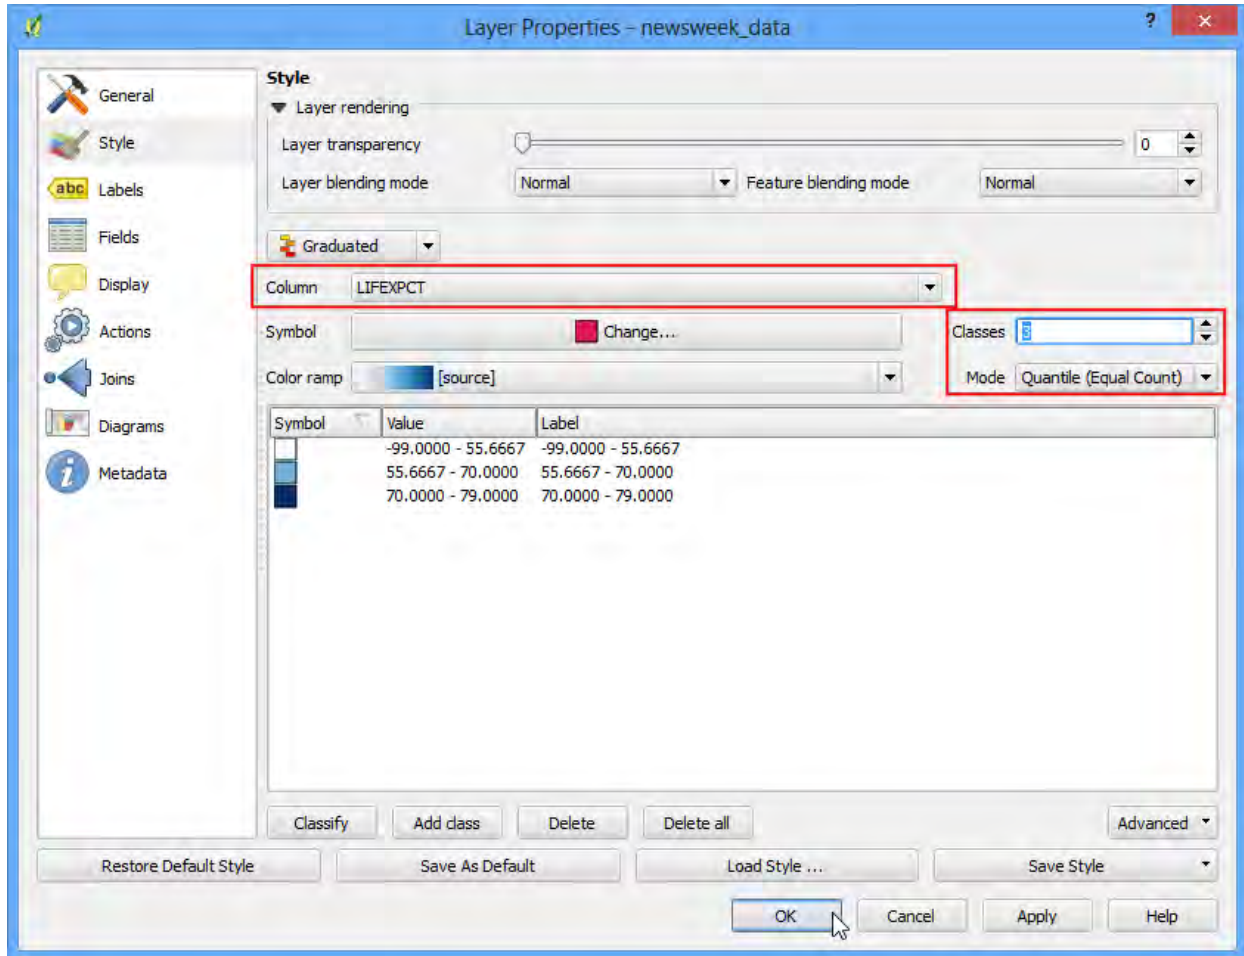 Layer Properties - newsweek_data
?
General
Style
Labels
Fields
Display
Actions
Joins
Diagrams
Metadata
abc
i
Style
Layer rendering
Layer transparency
0
Layer blending mode
Normal
Feature blending mode
Normal
Graduated
Column
LIFEXPCT
Symbol
Change...
Classes
3
Color ramp
[source]
Mode
Quantile (Equal Count)
Symbol Value Label
-99.0000 - 55.6667 -99.0000 - 55.6667
55.6667 - 70.0000 55.6667 - 70.0000
70.0000 - 79.0000 70.0000 - 79.0000
Classify
Add class
Delete
Delete all
Advanced
Restore Default Style
Save As Default
Load Style ...
Save Style
OK
Cancel
Apply
Help